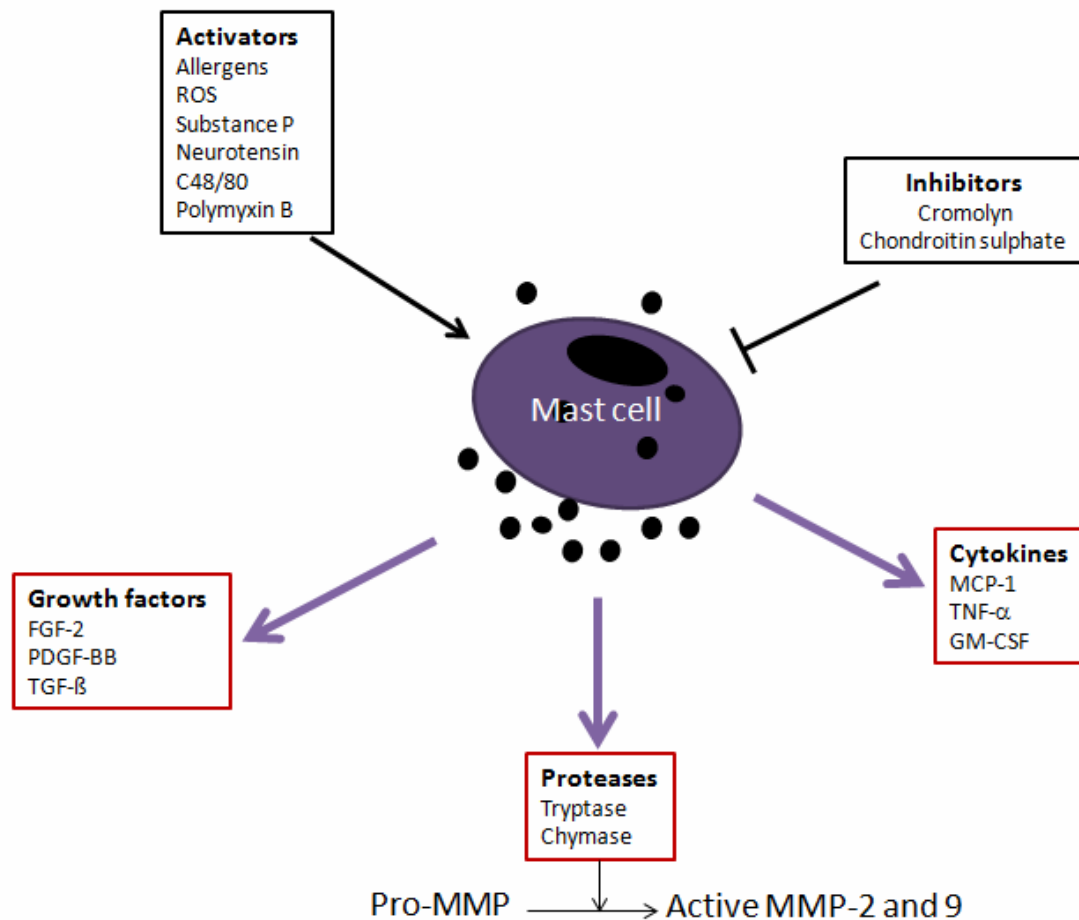 Activators
Allergens
ROS
Substance P
Neurotensin
C48/80
Polymyxin B
Inhibitors
Cromolyn
Chondroitin sulphate
Mast cell
Growth factors
FGF-2
PDGF-BB
TGF-ß
Cytokines
MCP-1
TNF-α
GM-CSF
Proteases
Tryptase
Chymase
Pro-MMP
Active MMP-2 and 9